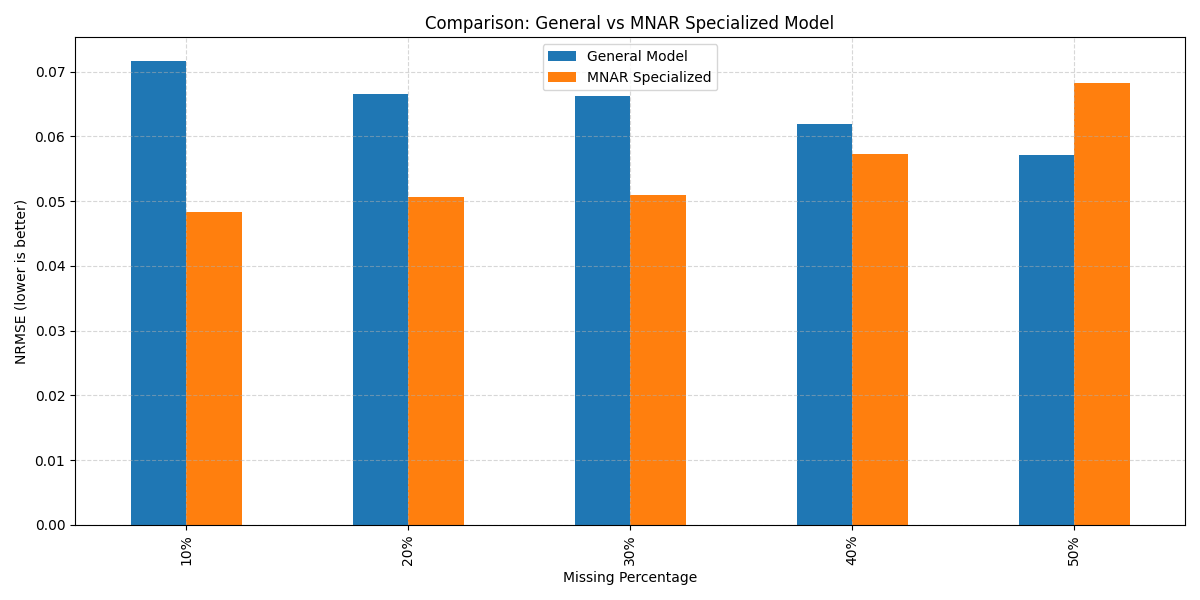 Comparison: General vs MNAR Specialized Model
General Model
MNAR Specialized
NRMSE (lower is better)
0.07
0.06
0.05
0.04
0.03
0.02
0.01
0.00
10%
20%
30%
40%
50%
Missing Percentage